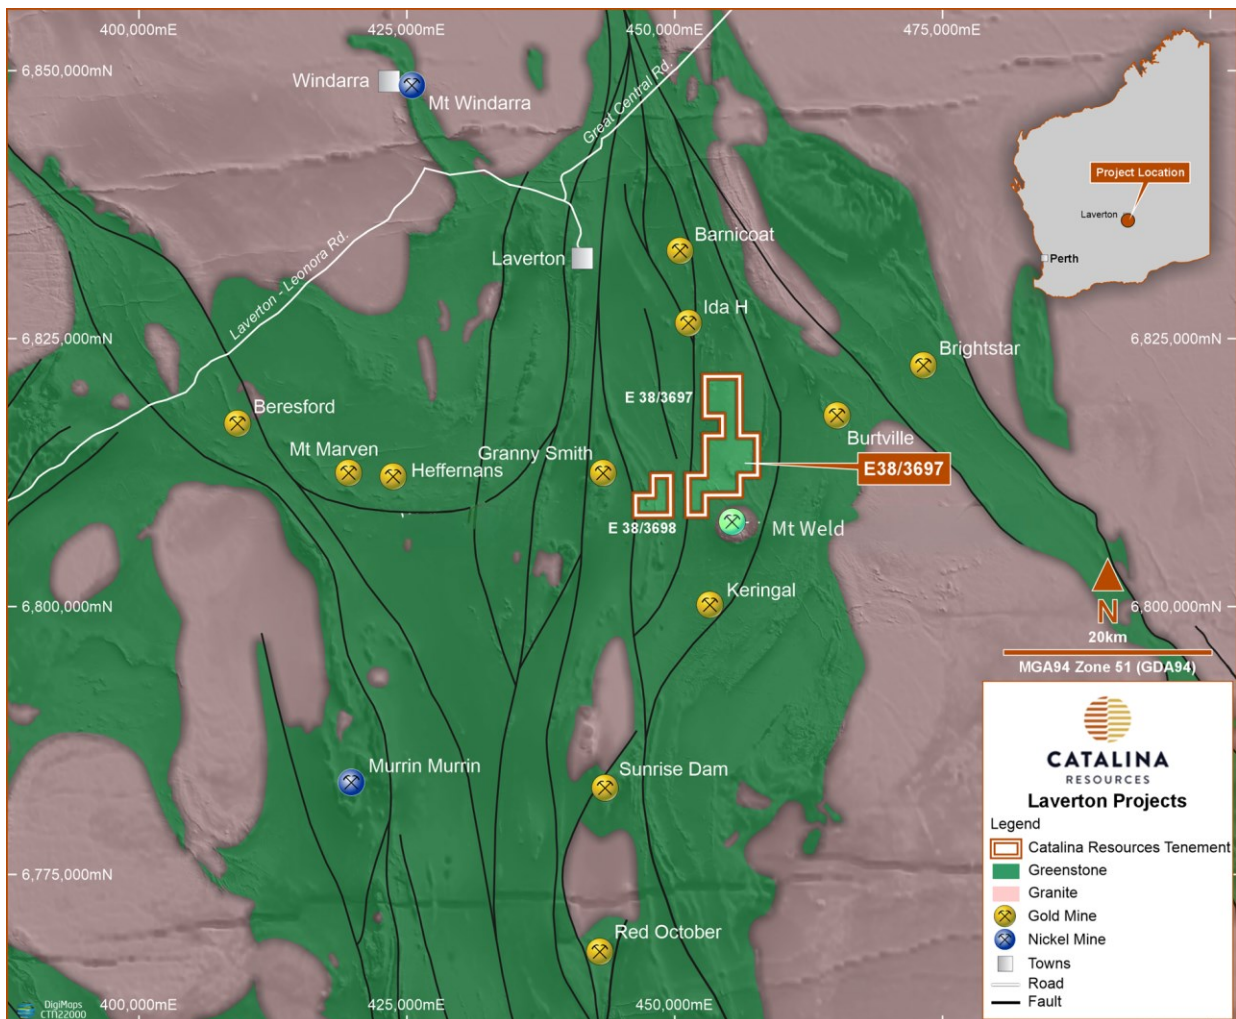 400,000mE
425,000mE
450,000mE
475,000mE
6,850,000mN
Windarra
Mt Windarra
Great Central Rd.
Project Location
Laverton
Perth
Laverton - Leonora Rd.
Laverton
Barnicoat
Ida H
6,825,000mN
6,825,000mN
Brightstar
E 38/3697
Beresford
Burtville
Mt Marven
Heffernans
Granny Smith
E38/3697
E 38/3698
Mt Weld
Keringal
6,800,000mN
6,800,000mN
N
20km
MGA94 Zone 51 (GDA94)
Murrin Murrin
Sunrise Dam
6,775,000mN
Red October
CATALINA
RESOURCES
Laverton Projects
Legend
Catalina Resources Tenement
Greenstone
Granite
Gold Mine
Nickel Mine
Towns
Road
Fault
DigiMaps
CTR22000
400,000mE
425,000mE
450,000mE